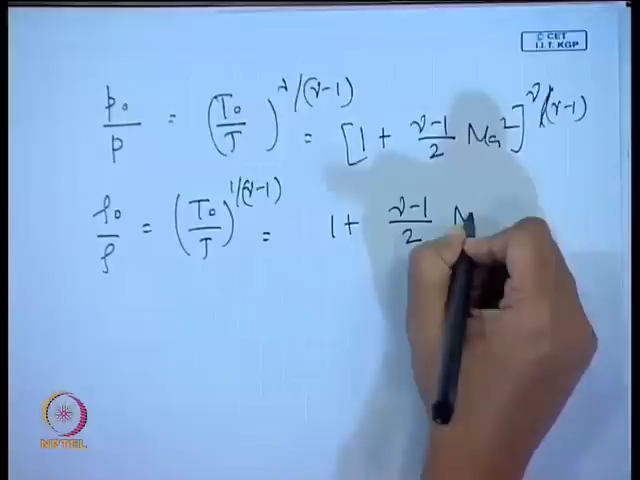 © CET
I.I.T. KGP
p₀/p = (T₀/T)^γ/(γ-1) = [1 + (γ-1)/2 Ma²]^γ/(γ-1)
ρ₀/ρ = (T₀/T)^1/(γ-1) = 1 + (γ-1)/2 M
NPTEL